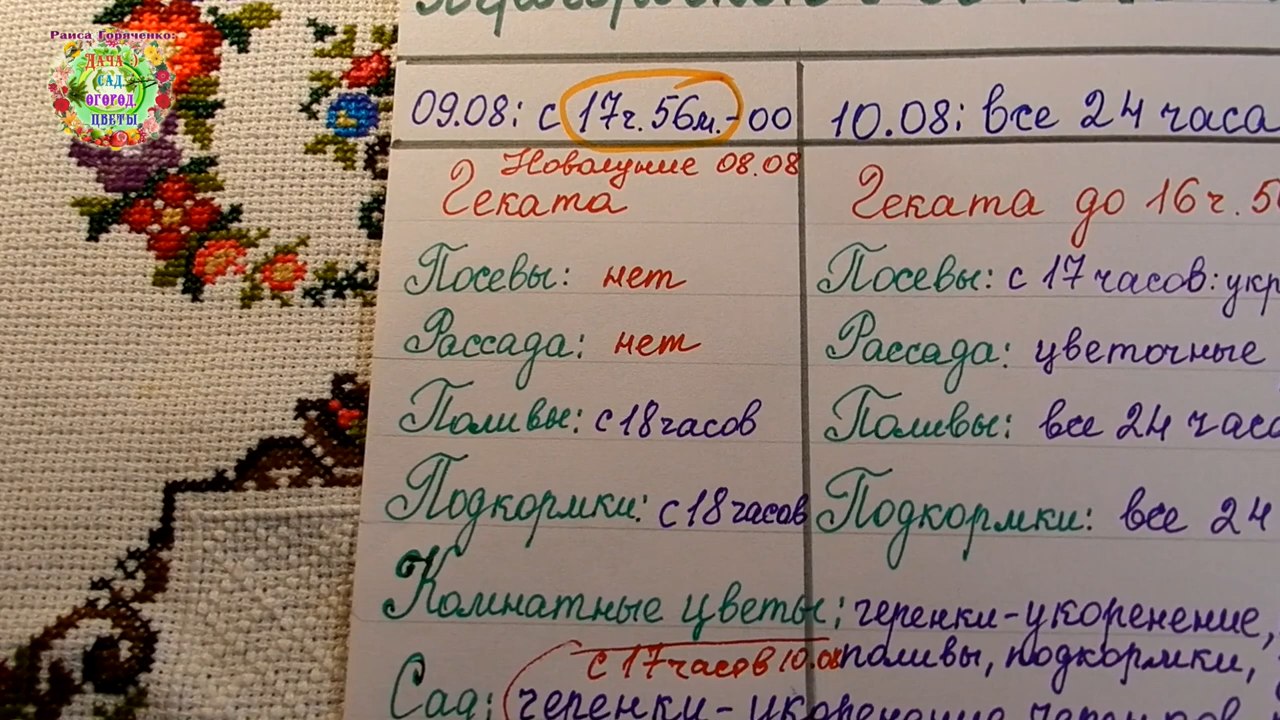 Раиса Горяченко:
ДАЧА :)
САД,
ОГОРОД,
ЦВЕТЫ
09.08: с 17ч. 56м.-00
10.08: все 24 часа
Новолуние 08.08
Геката
Геката до 16ч.
Посевы: нет
Посевы: с 17 часов:
Рассада: нет
Рассада: цветочные
Поливы: с 18 часов
Поливы: все 24
Подкормки: с 18 часов
Подкормки: все 24
Комнатные цветы: черенки-укоренение,
с 17 часов 10.08 поливы, подкормки,
Сад: черенки-укоренение